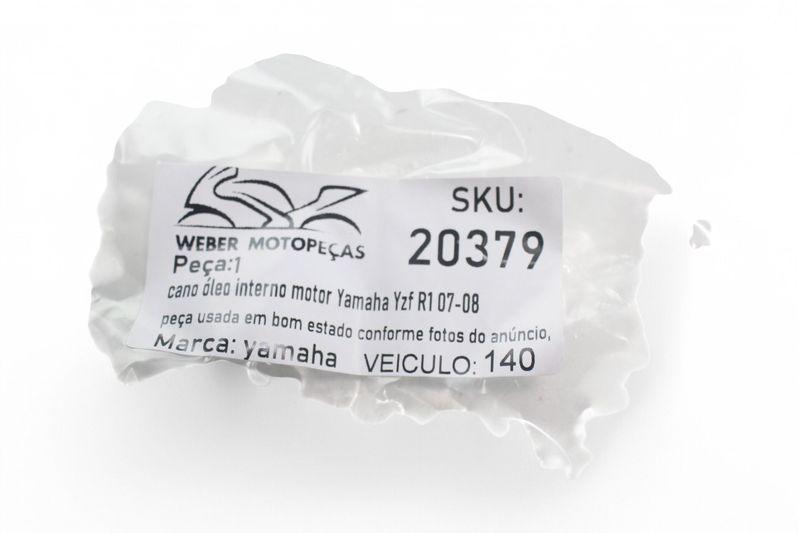 WEBER MOTOPEÇAS
SKU:
20379
Peça:1
cano óleo interno motor Yamaha Yzf R1 07-08
peça usada em bom estado conforme fotos do anúncio,
Marca: yamaha VEICULO: 140